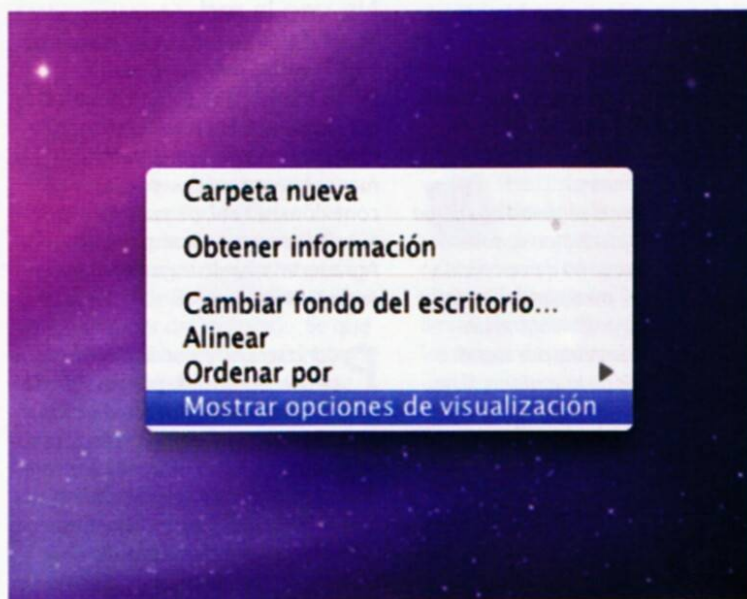 Carpeta nueva
Obtener información
Cambiar fondo del escritorio...
Alinear
Ordenar por
Mostrar opciones de visualización